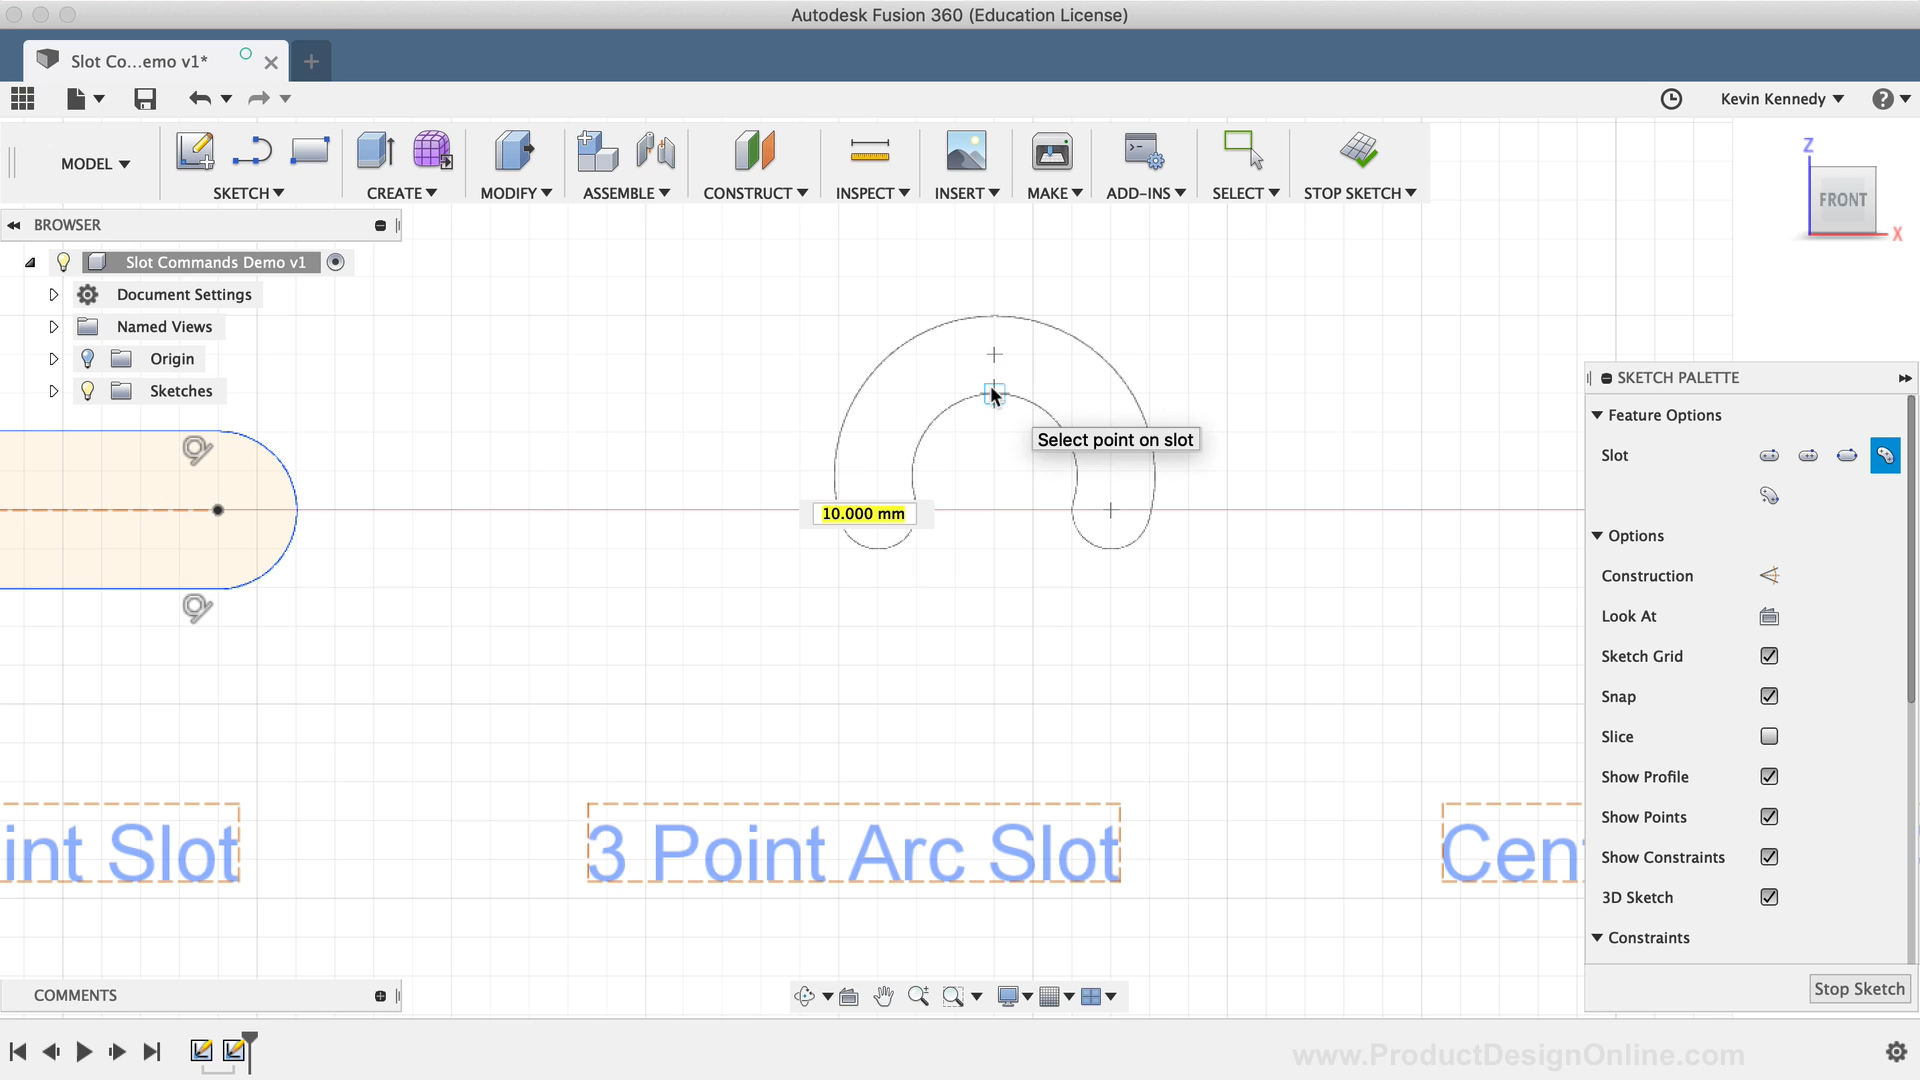 Autodesk Fusion 360 (Education License)
Slot Co...emo v1*
Kevin Kennedy
MODEL
SKETCH
CREATE
MODIFY
ASSEMBLE
CONSTRUCT
INSPECT
INSERT
MAKE
ADD-INS
SELECT
STOP SKETCH
Z
FRONT
X
BROWSER
Slot Commands Demo v1
Document Settings
Named Views
Origin
Sketches
Select point on slot
10.000 mm
SKETCH PALETTE
Feature Options
Slot
Options
Construction
Look At
Sketch Grid
Snap
Slice
Show Profile
Show Points
Show Constraints
3D Sketch
Constraints
Stop Sketch
int Slot
3 Point Arc Slot
Cen
COMMENTS
www.ProductDesignOnline.com